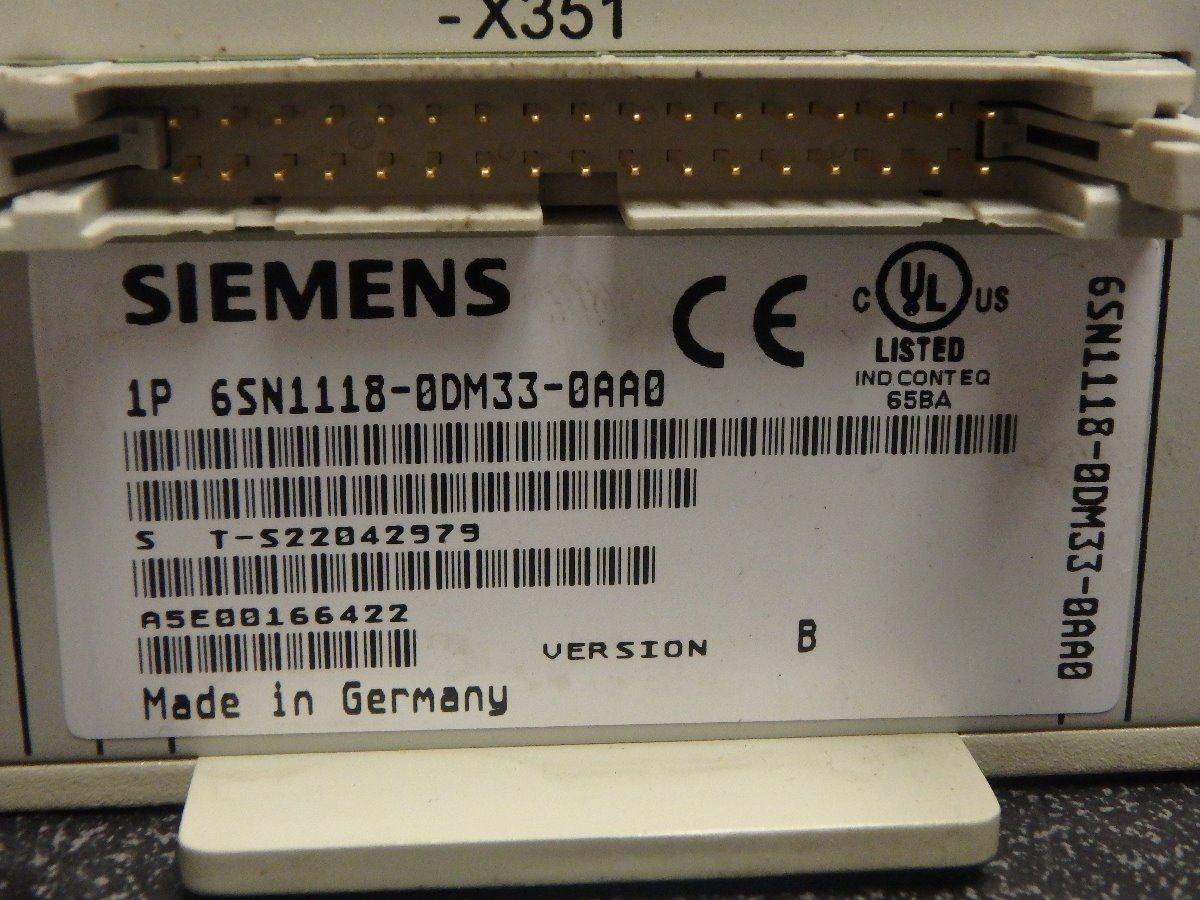 -X351
SIEMENS
CE
C UL US
LISTED
IND CONT EQ
65BA
1P 6SN1118-0DM33-0AA0
S T-S22042979
A5E00166422
VERSION B
Made in Germany
6SN1118-0DM33-0AA0